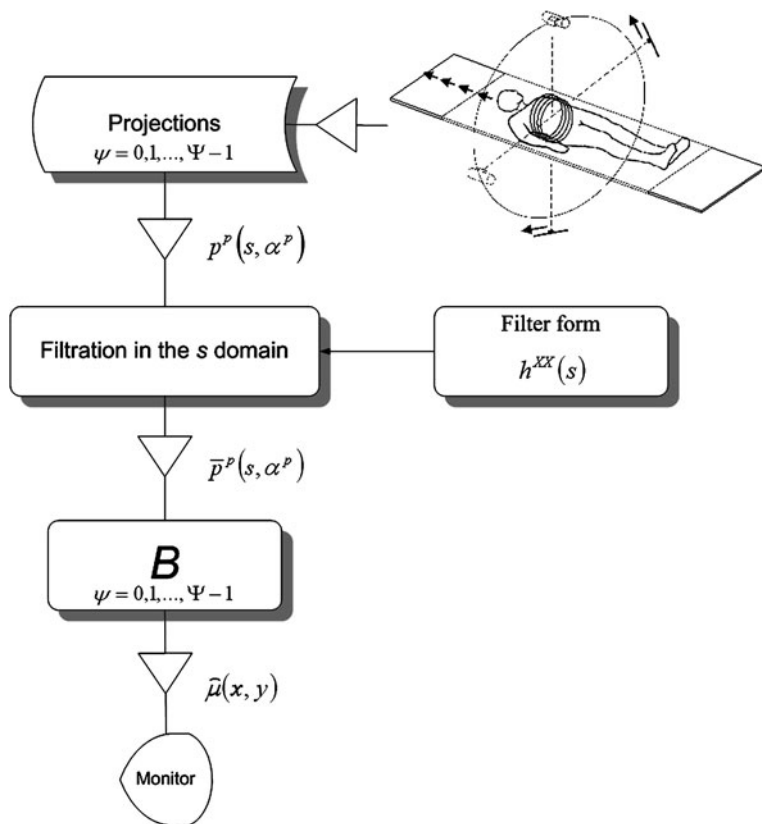 Projections
ψ = 0,1,..., Ψ − 1
p^p(s, α^p)
Filtration in the s domain
Filter form
h^{XX}(s)
p̄^p(s, α^p)
B
ψ = 0,1,..., Ψ − 1
μ̂(x, y)
Monitor